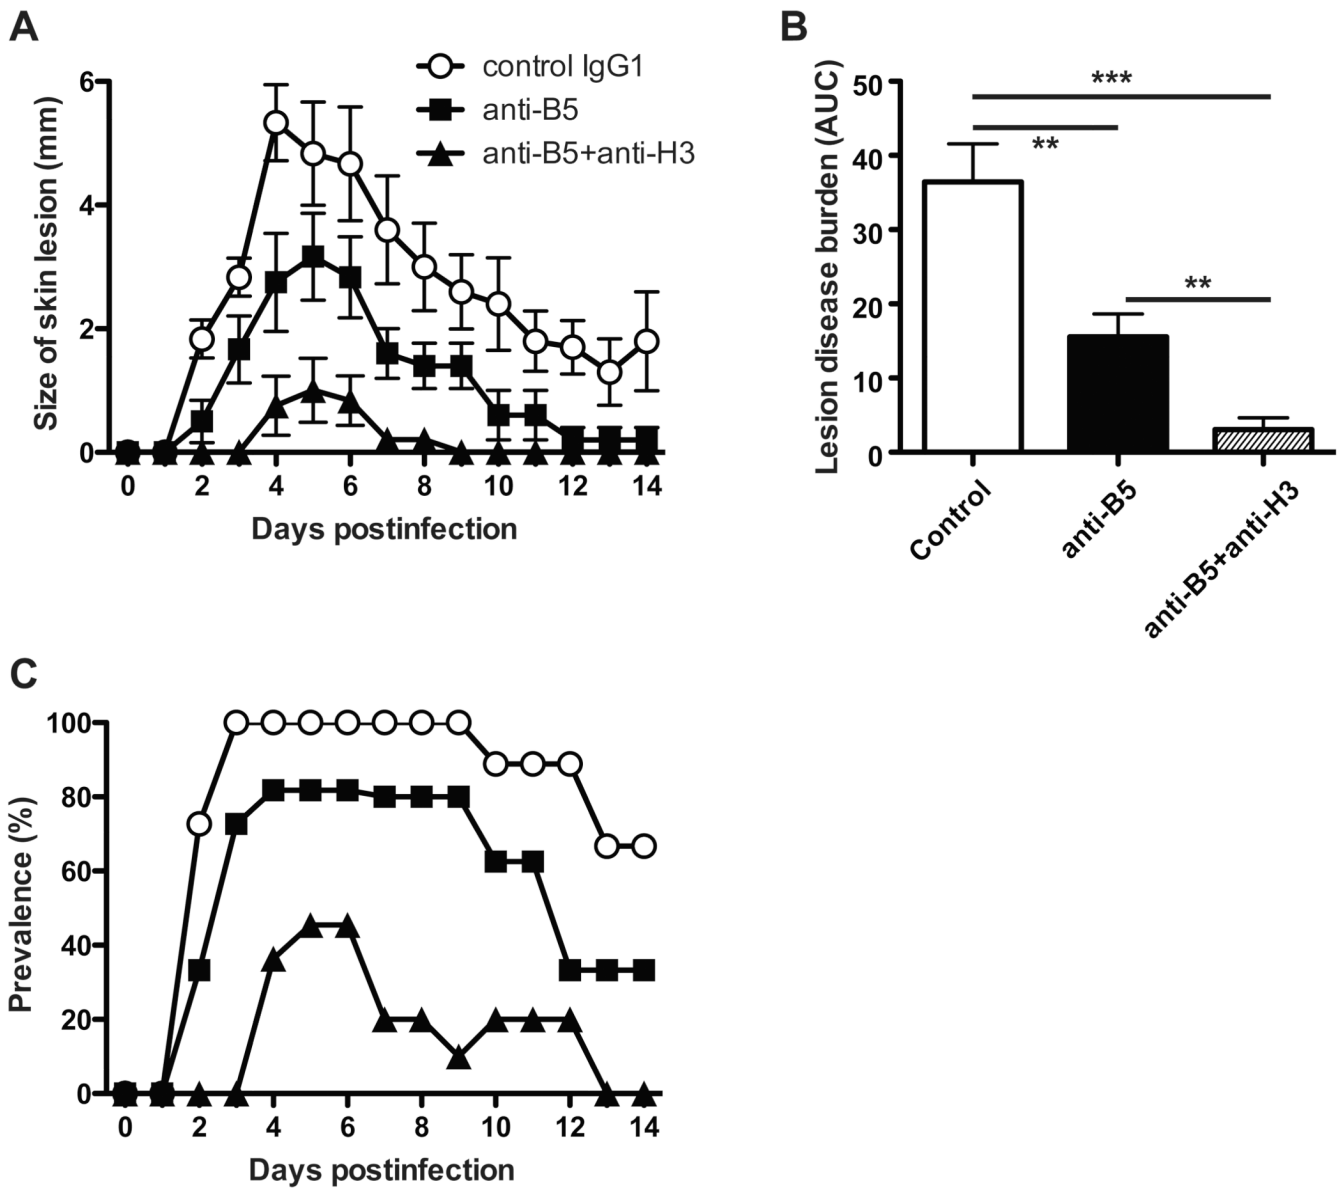 A
control IgG1
anti-B5
anti-B5+anti-H3
Size of skin lesion (mm)
6
4
2
0
0 2 4 6 8 10 12 14
Days postinfection
B
***
**
**
Lesion disease burden (AUC)
50
40
30
20
10
0
Control
anti-B5
anti-B5+anti-H3
C
Prevalence (%)
100
80
60
40
20
0
0 2 4 6 8 10 12 14
Days postinfection